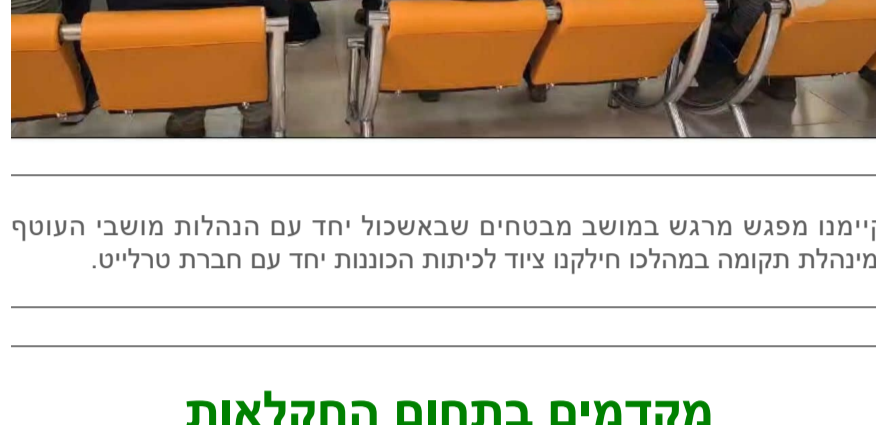 קיימנו מפגש מרגש במושב מבטחים שבאשכול יחד עם הנהלות מושבי העוטף
מינהלת תקומה במהלכו חילקנו ציוד לכיתות הכוננות יחד עם חברת טרלייט.
מקדמים בתחום החקלאות